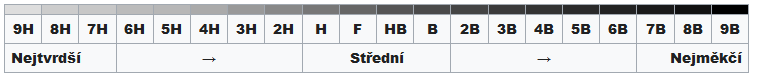 9H 8H 7H 6H 5H 4H 3H 2H H F HB B 2B 3B 4B 5B 6B 7B 8B 9B
Nejtvrdší → Střední → Nejměkčí